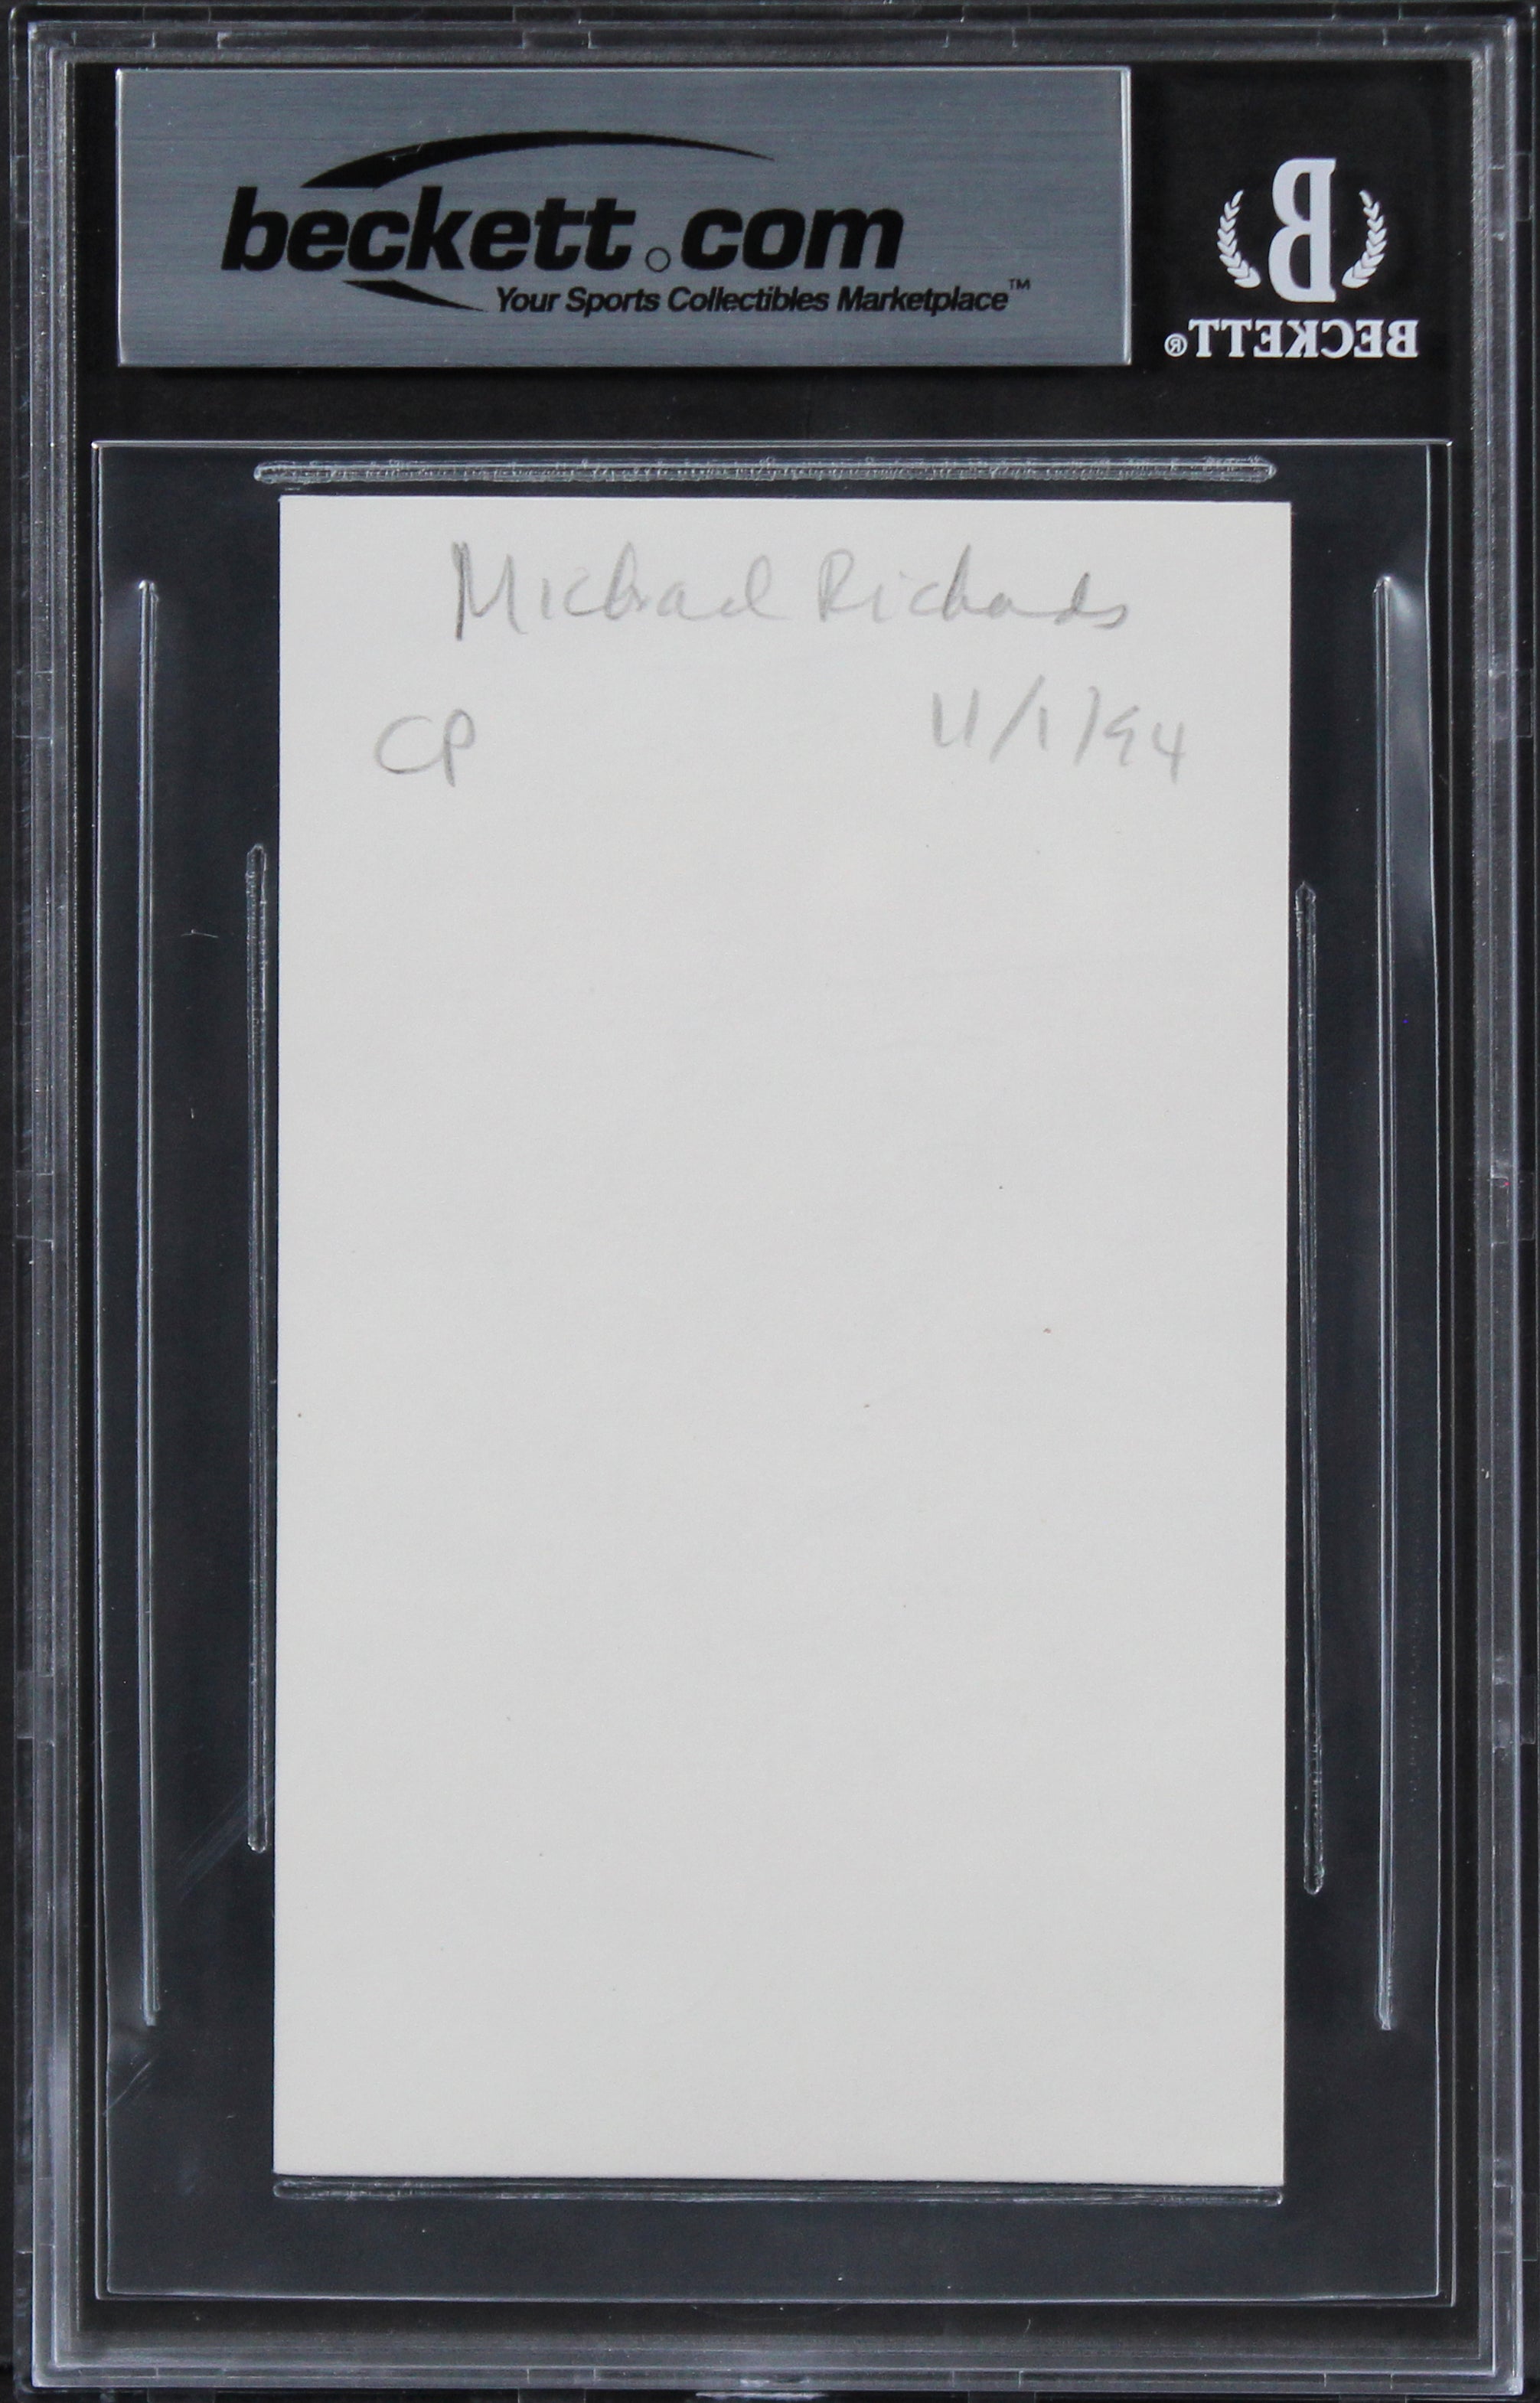 beckett.com
Your Sports Collectibles Marketplace™
B
BECKETT®
Michael Richards
CP 11/1/94